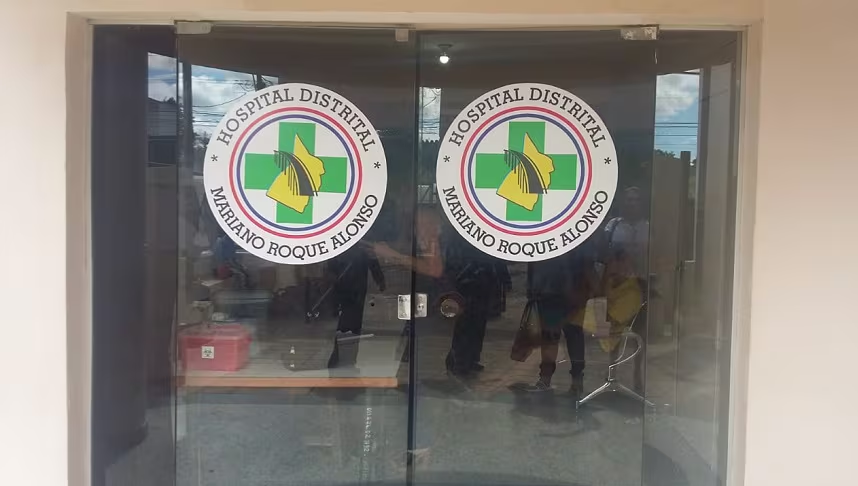 HOSPITAL DISTRITAL
* MARIANO ROQUE ALONSO *
HOSPITAL DISTRITAL
* MARIANO ROQUE ALONSO *